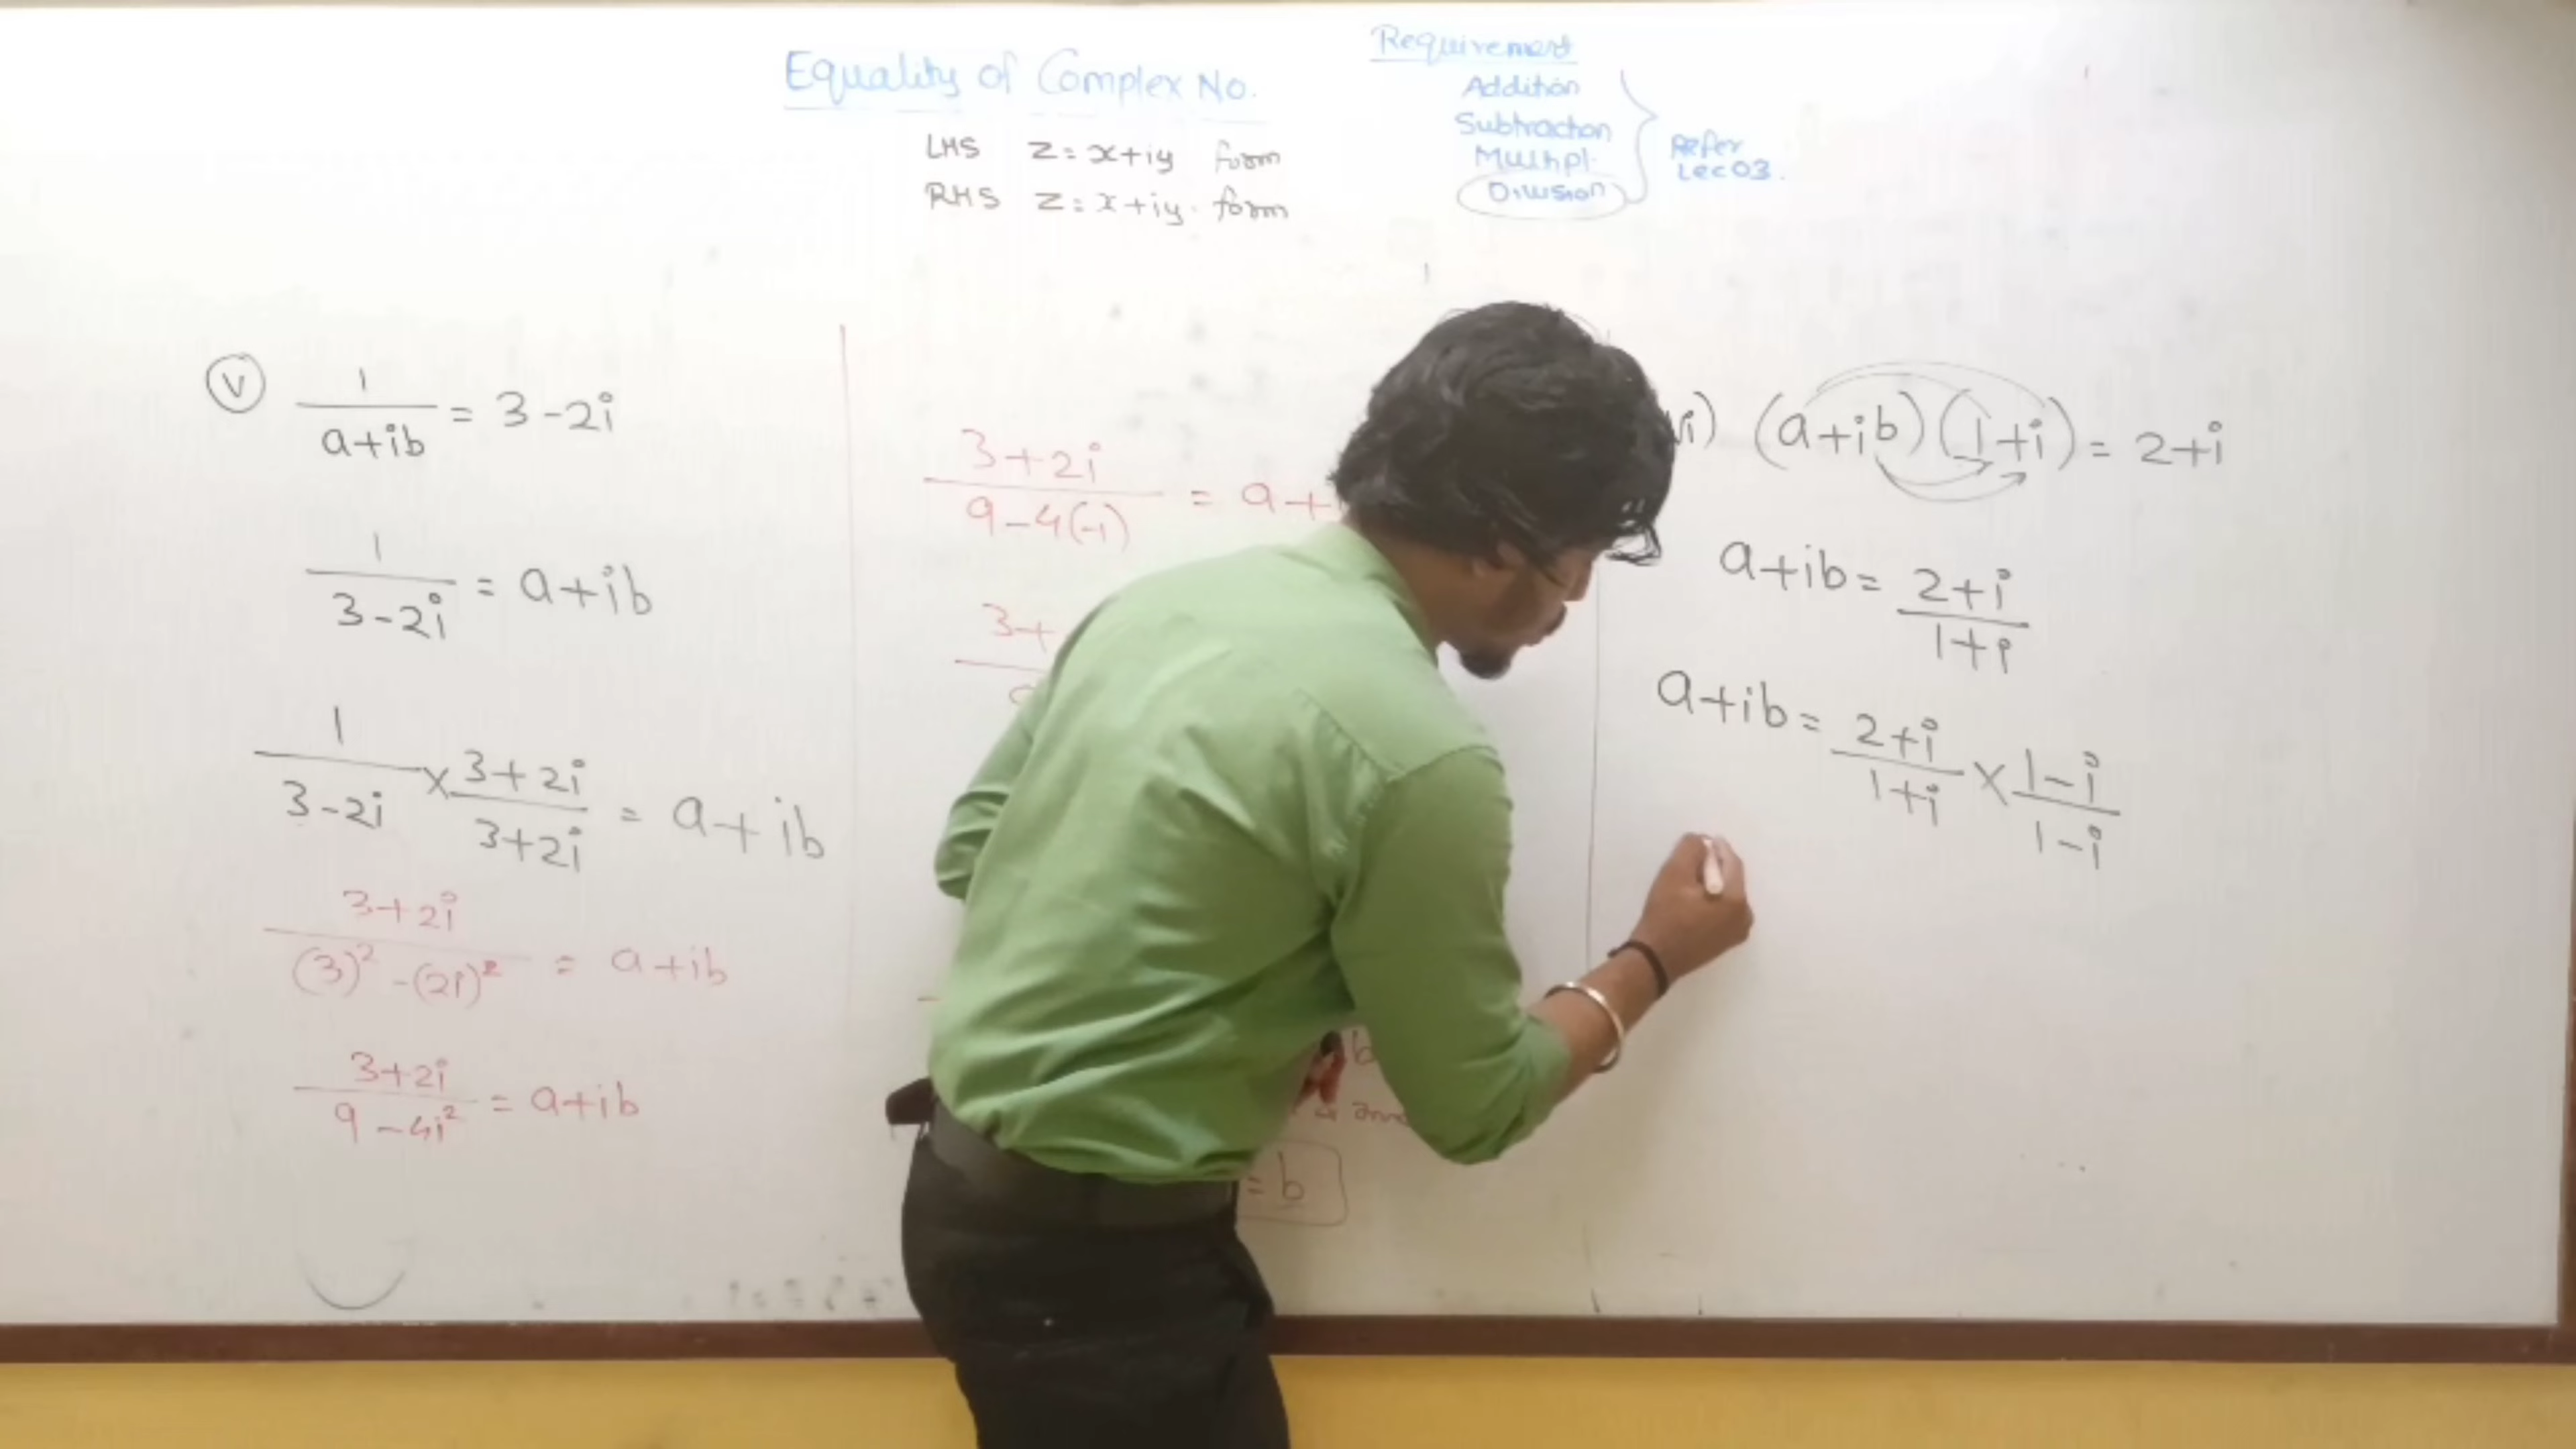 Equality of Complex No.
LHS z = x+iy form
RHS z = x+iy. form
Requirement
Addition
Subtraction
Multipl.
Division
Refer
Lec 03.
(v) 1/(a+ib) = 3-2i
1/(3-2i) = a+ib
1/(3-2i) × (3+2i)/(3+2i) = a+ib
(3+2i)/((3)² - (2i)²) = a+ib
(3+2i)/(9-4i²) = a+ib
(3+2i)/(9-4(-1)) = a+
3+
= b
vi) (a+ib)(1+i) = 2+i
a+ib = (2+i)/(1+i)
a+ib = (2+i)/(1+i) × (1-i)/(1-i)